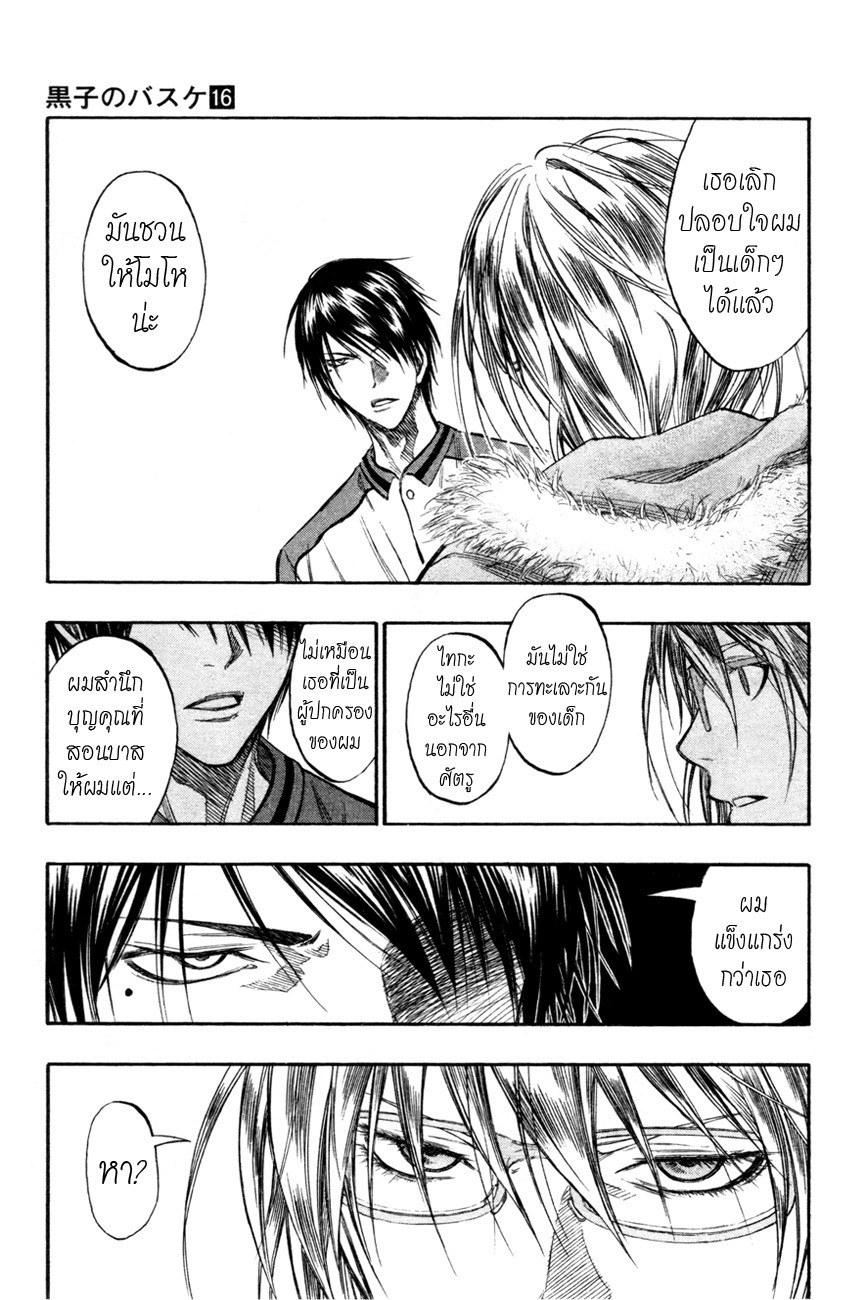 黒子のバスケ16
เธอเลิก
ปลอบใจผม
เป็นเด็กๆ
ได้แล้ว
มันชวน
ให้โมโห
น่ะ
มันไม่ใช่
การทะเลาะกัน
ของเด็ก
ไทกะ
ไม่ใช่
อะไรอื่น
นอกจาก
ศัตรู
ไม่เหมือน
เธอที่เป็น
ผู้ปกครอง
ของผม
ผมสำนึก
บุญคุณที่
สอนบาส
ให้ผมแต่...
ผม
แข็งแกร่ง
กว่าเธอ
หา?